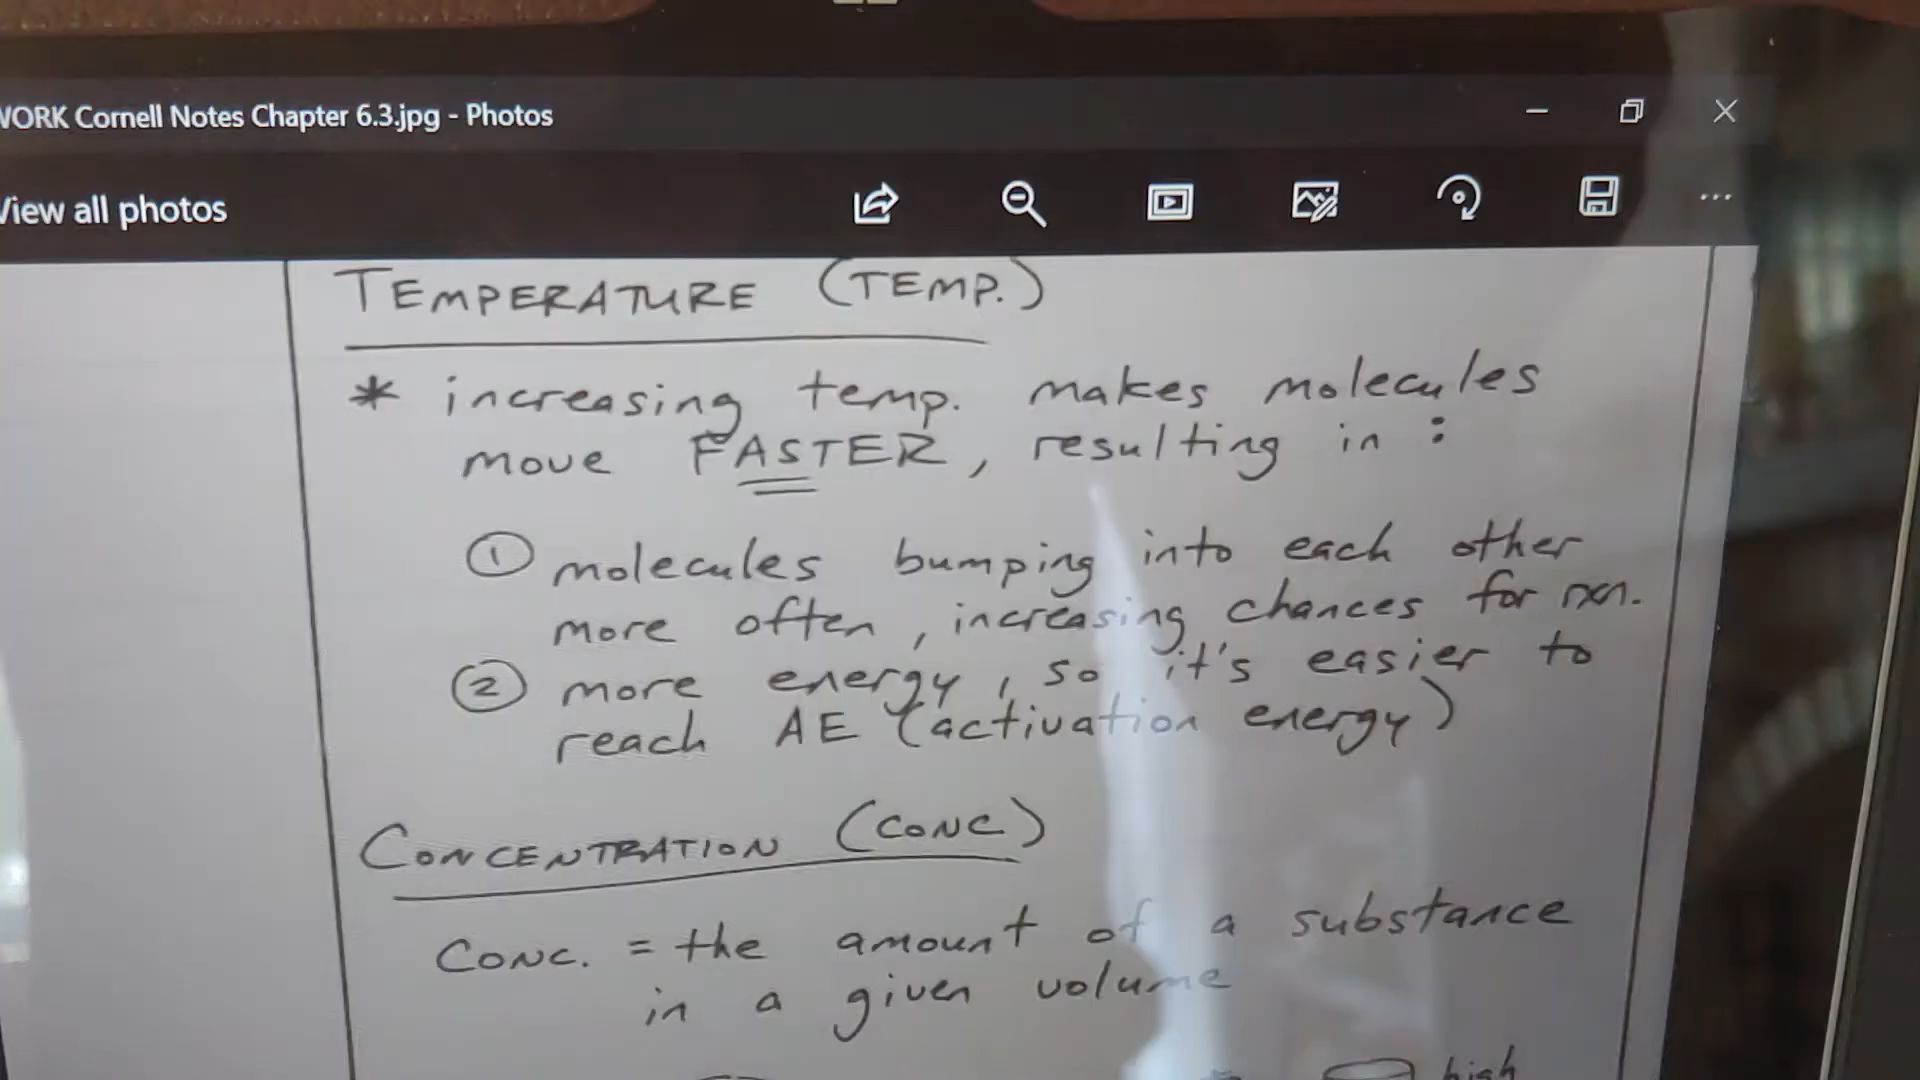 WORK Cornell Notes Chapter 6.3.jpg - Photos
View all photos
TEMPERATURE (TEMP.)
* increasing temp. makes molecules
move FASTER, resulting in :
① molecules bumping into each other
more often, increasing chances for rxn.
② more energy, so it's easier to
reach AE (activation energy)
CONCENTRATION (CONC)
CONC. = the amount of a substance
in a given volume
high